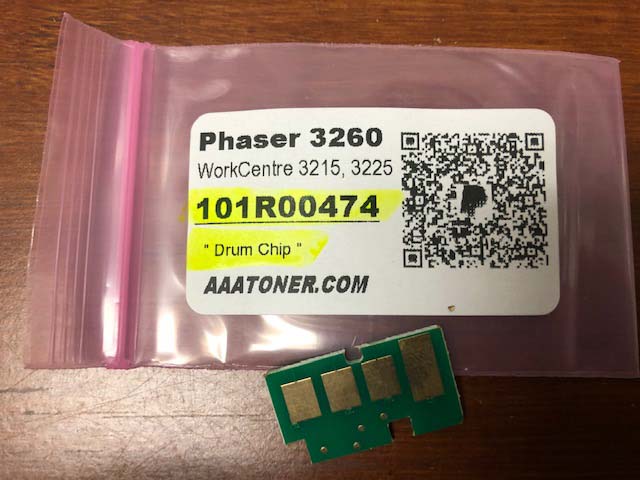 Phaser 3260
WorkCentre 3215, 3225
101R00474
" Drum Chip "
AAATONER.COM